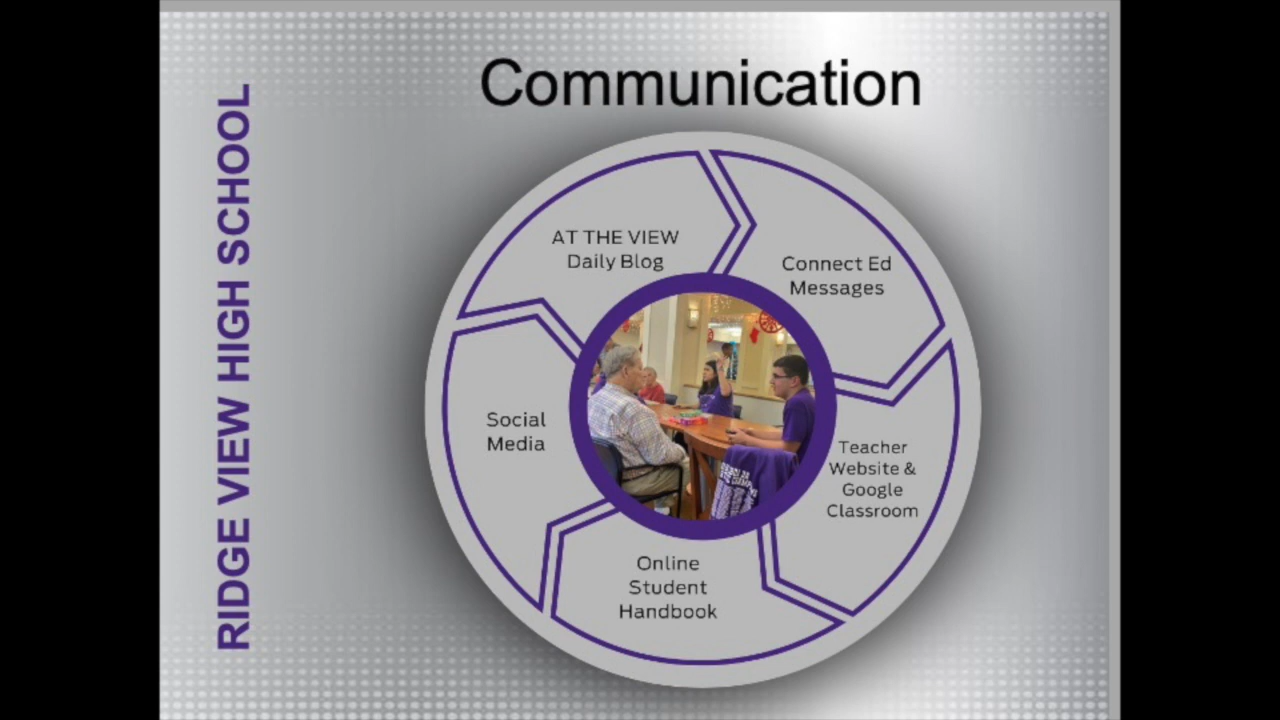 Communication
RIDGE VIEW HIGH SCHOOL
AT THE VIEW
Daily Blog
Connect Ed
Messages
Teacher
Website &
Google
Classroom
Online
Student
Handbook
Social
Media